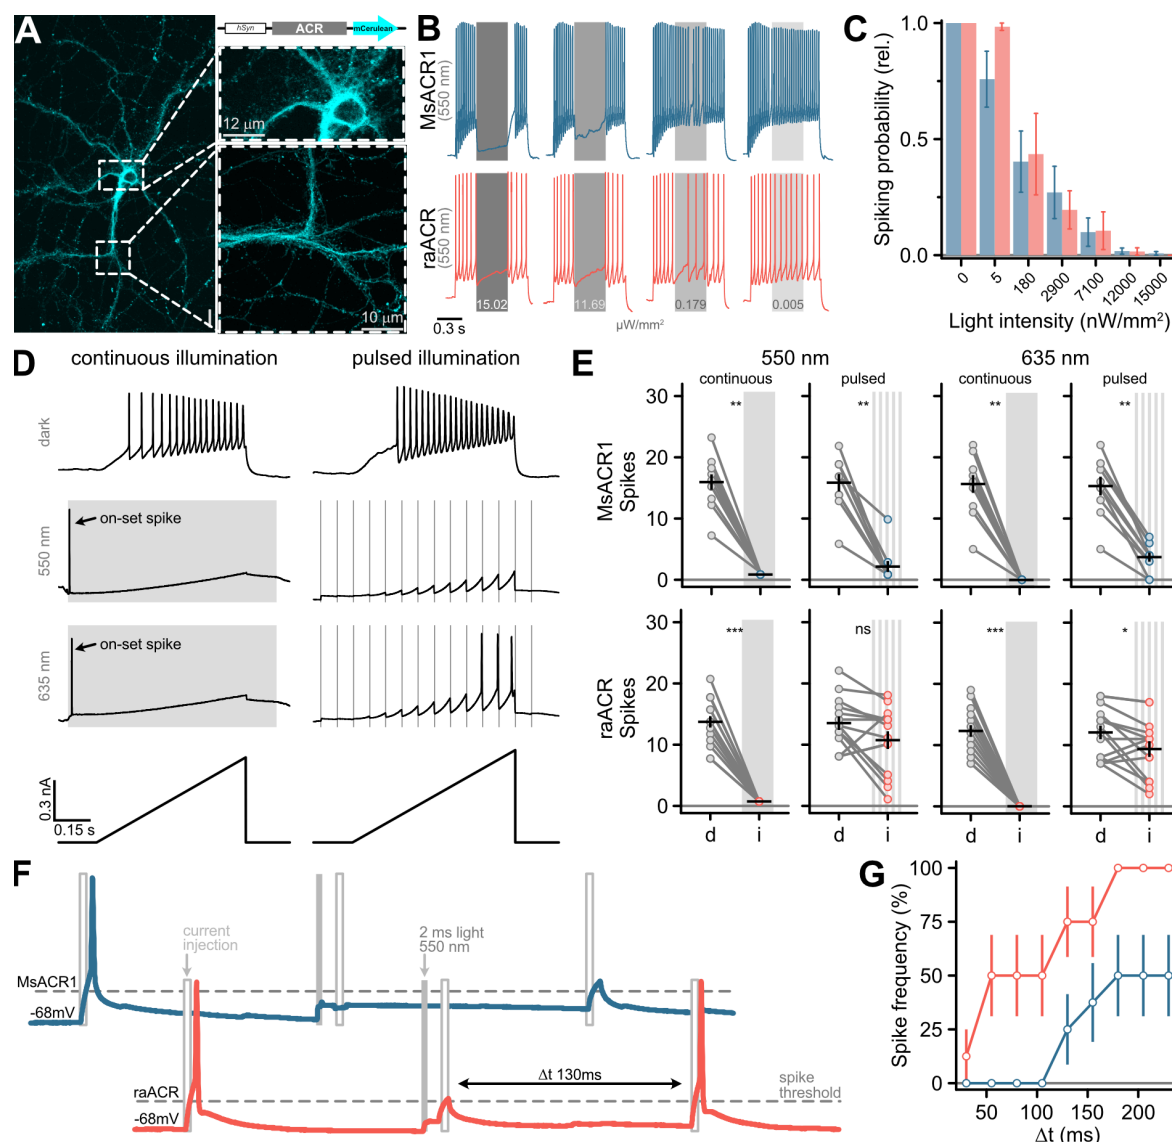 A
hSyn
ACR
mCerulean
12 µm
10 µm
B
MsACR1
(550 nm)
raACR
(550 nm)
15.02
11.69
0.179
0.005
µW/mm²
0.3 s
C
Spiking probability (rel.)
1.0
0.5
0.0
0
5
180
2900
7100
12000
15000
Light intensity (nW/mm²)
D
continuous illumination
pulsed illumination
dark
550 nm
on-set spike
635 nm
on-set spike
0.3 nA
0.15 s
E
550 nm
635 nm
continuous
pulsed
continuous
pulsed
MsACR1
Spikes
30
20
10
0
**
**
**
**
raACR
Spikes
30
20
10
0
***
ns
***
*
d
i
d
i
d
i
d
i
F
current
injection
2 ms light
550 nm
MsACR1
-68mV
raACR
-68mV
Δt 130ms
spike
threshold
G
Spike frequency (%)
100
75
50
25
0
50
100
150
200
Δt (ms)